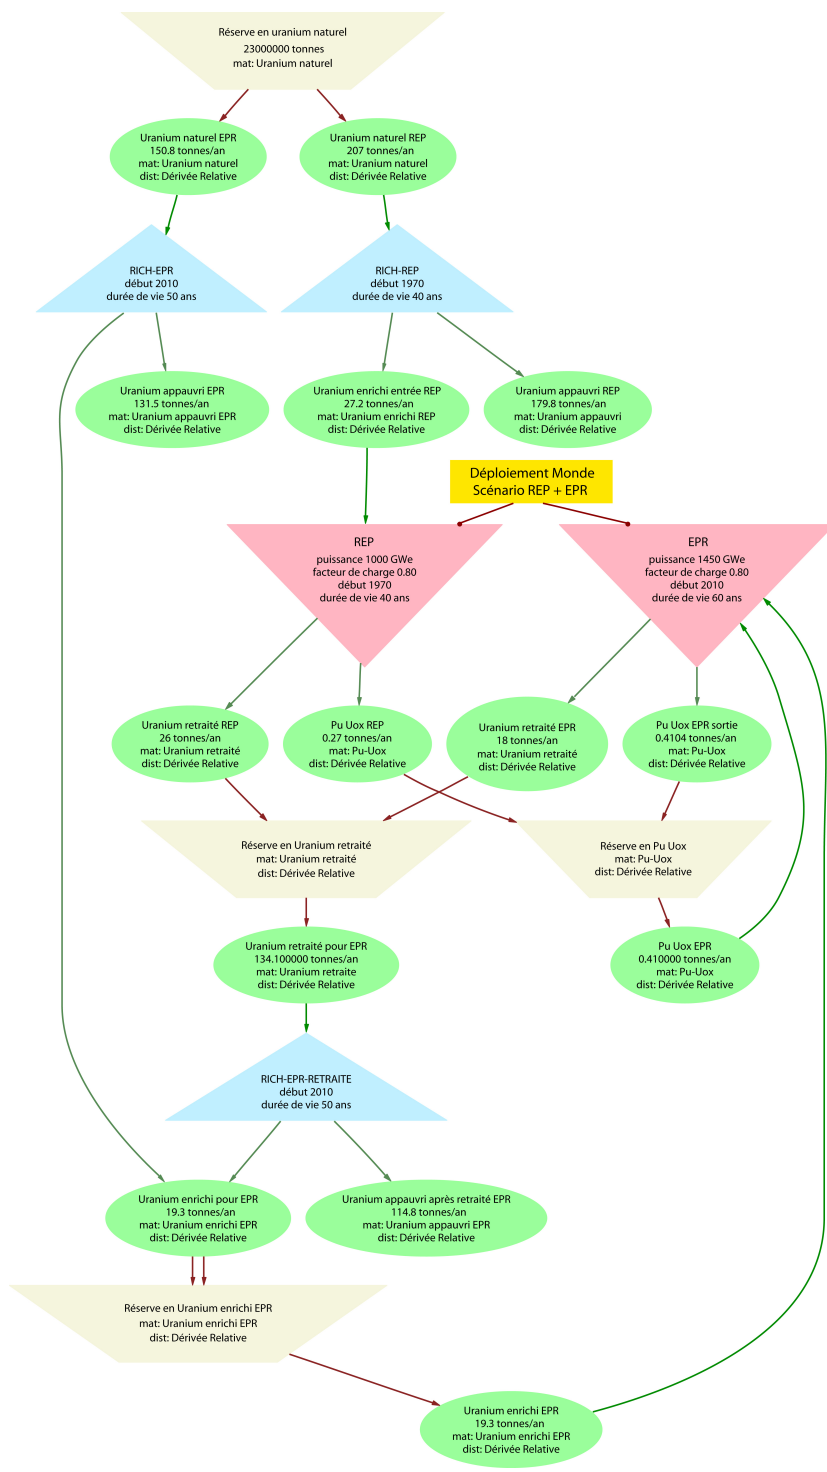 Réserve en uranium naturel
23000000 tonnes
mat: Uranium naturel
Uranium naturel EPR
150.8 tonnes/an
mat: Uranium naturel
dist: Dérivée Relative
Uranium naturel REP
207 tonnes/an
mat: Uranium naturel
dist: Dérivée Relative
RICH-EPR
début 2010
durée de vie 50 ans
RICH-REP
début 1970
durée de vie 40 ans
Uranium appauvri EPR
131.5 tonnes/an
mat: Uranium appauvri EPR
dist: Dérivée Relative
Uranium enrichi entrée REP
27.2 tonnes/an
mat: Uranium enrichi REP
dist: Dérivée Relative
Uranium appauvri REP
179.8 tonnes/an
mat: Uranium appauvri
dist: Dérivée Relative
Déploiement Monde
Scénario REP + EPR
REP
puissance 1000 GWe
facteur de charge 0.80
début 1970
durée de vie 40 ans
EPR
puissance 1450 GWe
facteur de charge 0.80
début 2010
durée de vie 60 ans
Uranium retraité REP
26 tonnes/an
mat: Uranium retraité
dist: Dérivée Relative
Pu Uox REP
0.27 tonnes/an
mat: Pu-Uox
dist: Dérivée Relative
Uranium retraité EPR
18 tonnes/an
mat: Uranium retraité
dist: Dérivée Relative
Pu Uox EPR sortie
0.4104 tonnes/an
mat: Pu-Uox
dist: Dérivée Relative
Réserve en Uranium retraité
mat: Uranium retraité
dist: Dérivée Relative
Réserve en Pu Uox
mat: Pu-Uox
dist: Dérivée Relative
Uranium retraité pour EPR
134.100000 tonnes/an
mat: Uranium retraite
dist: Dérivée Relative
Pu Uox EPR
0.410000 tonnes/an
mat: Pu-Uox
dist: Dérivée Relative
RICH-EPR-RETRAITE
début 2010
durée de vie 50 ans
Uranium enrichi pour EPR
19.3 tonnes/an
mat: Uranium enrichi EPR
dist: Dérivée Relative
Uranium appauvri après retraité EPR
114.8 tonnes/an
mat: Uranium appauvri EPR
dist: Dérivée Relative
Réserve en Uranium enrichi EPR
mat: Uranium enrichi EPR
dist: Dérivée Relative
Uranium enrichi EPR
19.3 tonnes/an
mat: Uranium enrichi EPR
dist: Dérivée Relative